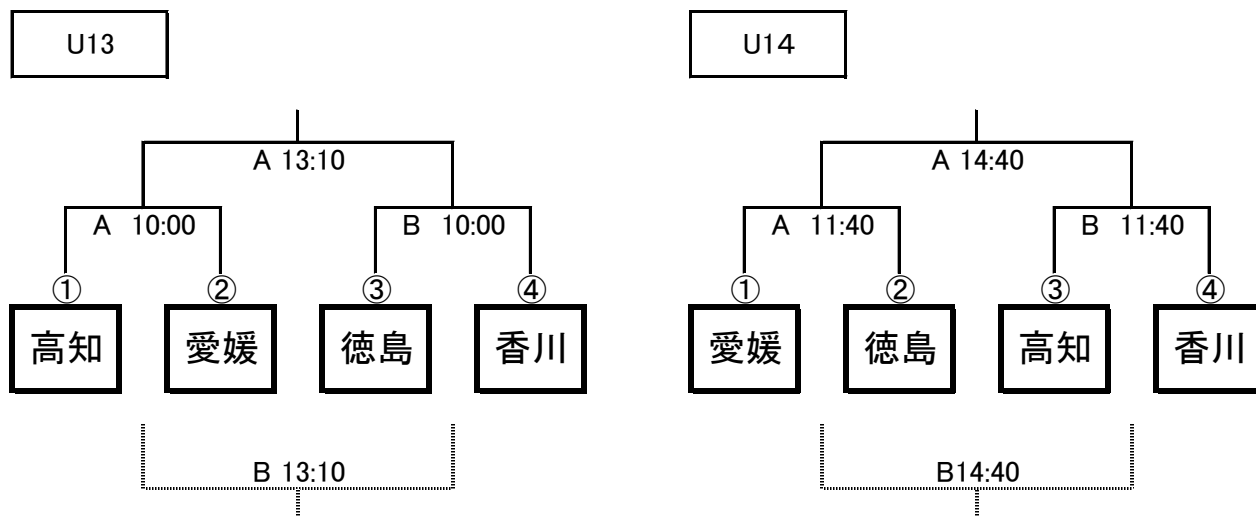 U13
A 13:10
A 10:00
B 10:00
① ② ③ ④
高知 愛媛 徳島 香川
B 13:10
U14
A 14:40
A 11:40
B 11:40
① ② ③ ④
愛媛 徳島 高知 香川
B14:40